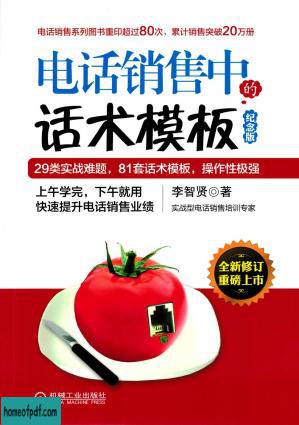 电话销售系列图书重印超过80次，累计销售突破20万册
电话销售中的
话术模板
纪念版
29类实战难题，81套话术模板，操作性极强
上午学完，下午就用
快速提升电话销售业绩
李智贤◎著
实战型电话销售培训专家
全新修订
重磅上市
机械工业出版社
CHINA MACHINE PRESS
homeofpdf.com